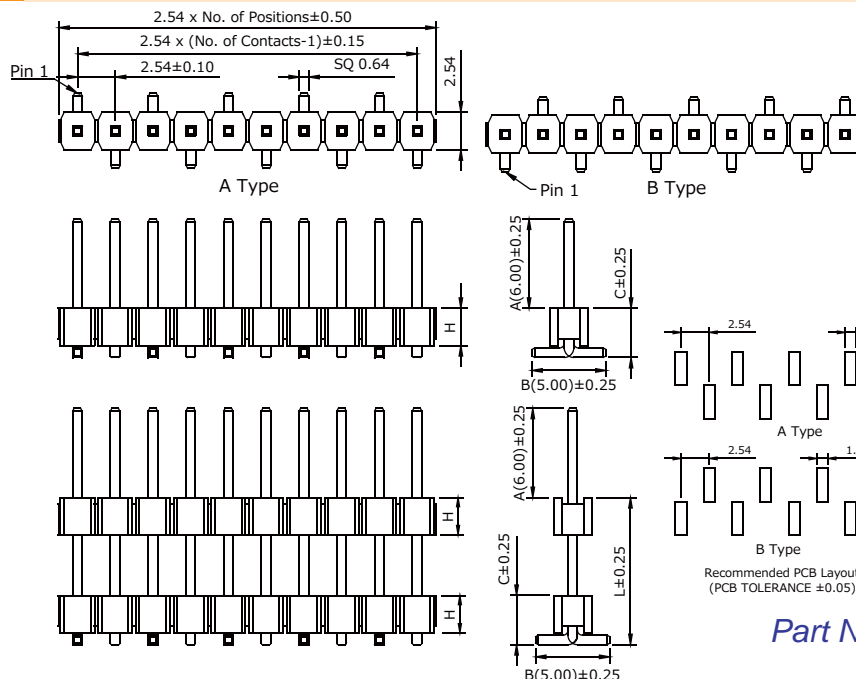 2.54 x No. of Positions±0.50
2.54 x (No. of Contacts-1)±0.15
Pin 1
2.54±0.10
SQ 0.64
2.54
A Type
Pin 1
B Type
A(6.00)±0.25
C±0.25
H
B(5.00)±0.25
2.54
A Type
A(6.00)±0.25
2.54
1.
H
C±0.25
L±0.25
H
B Type
Recommended PCB Layout
(PCB TOLERANCE ±0.05)
Part N
B(5.00)±0.25